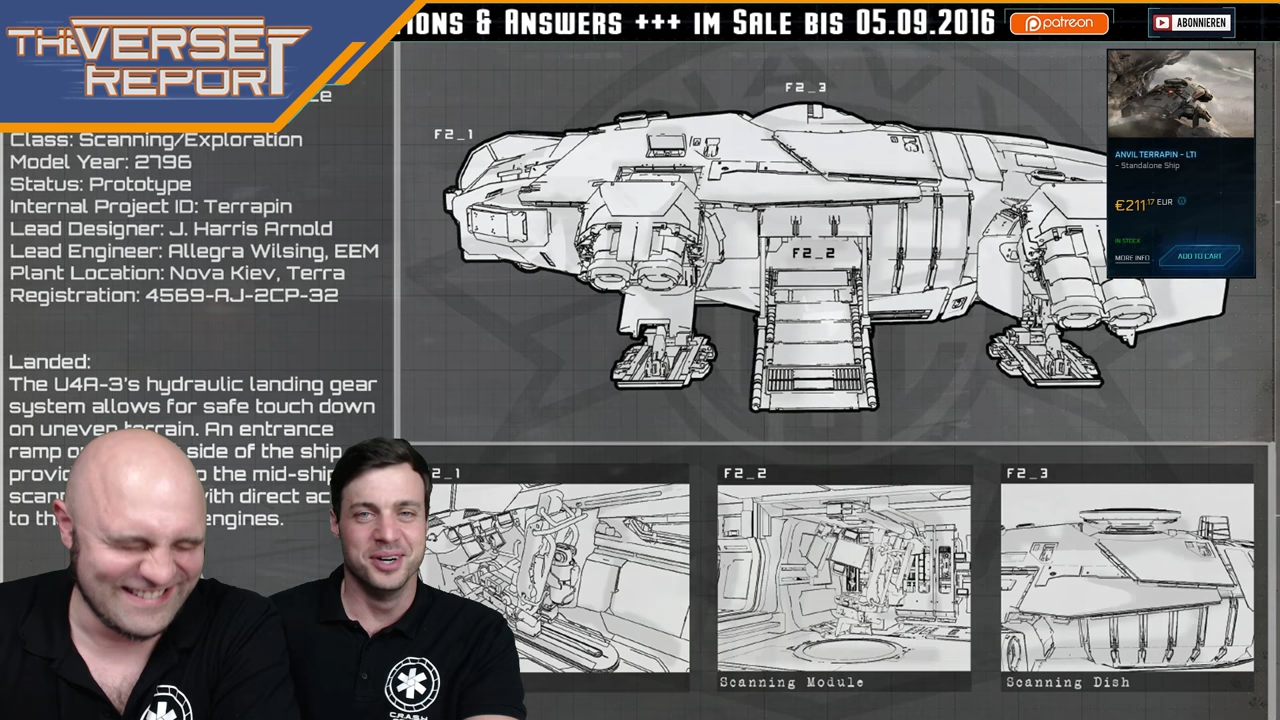 THE VERSE
REPORT
IONS & ANSWERS +++ IM SALE BIS 05.09.2016
patreon
ABONNIEREN
Class: Scanning/Exploration
Model Year: 2796
Status: Prototype
Internal Project ID: Terrapin
Lead Designer: J. Harris Arnold
Lead Engineer: Allegra Wilsing, EEM
Plant Location: Nova Kiev, Terra
Registration: 4569-AJ-2CP-32
Landed:
The U4A-3's hydraulic landing gear
system allows for safe touch down
on uneven terrain. An entrance
ramp side of the ship
the mid-ship
with direct
to engines.
F2_1
F2_3
F2_2
ANVIL TERRAPIN - LTI
- Standalone Ship
€211.17 EUR
IN STOCK
MORE INFO
ADD TO CART
2_1
F2_2
F2_3
Scanning Module
Scanning Dish
CRASH